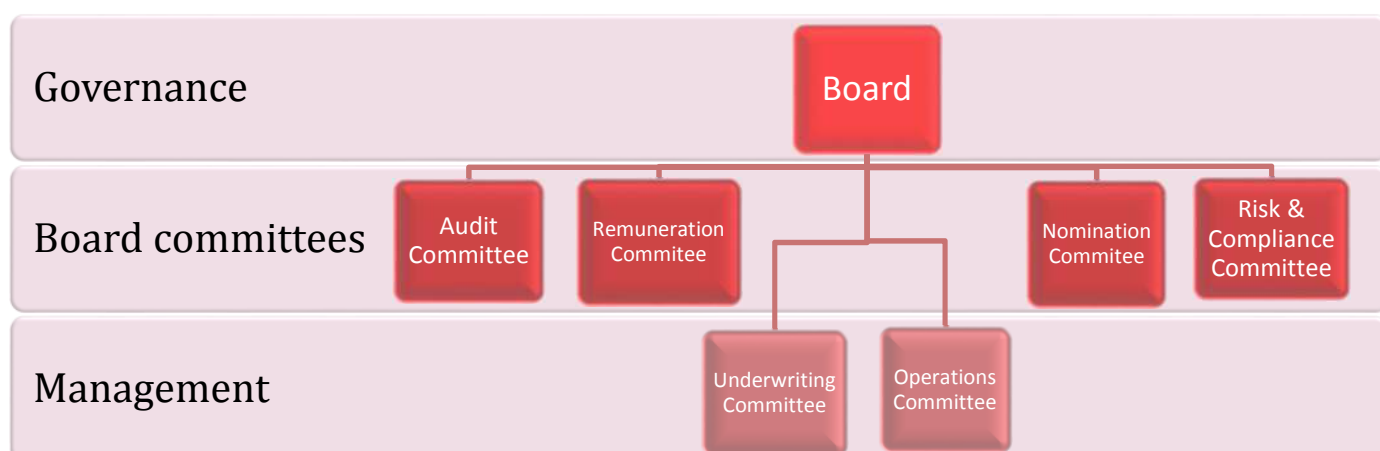 Governance
Board
Board committees
Audit
Committee
Remuneration
Commitee
Nomination
Commitee
Risk &
Compliance
Committee
Management
Underwriting
Committee
Operations
Committee